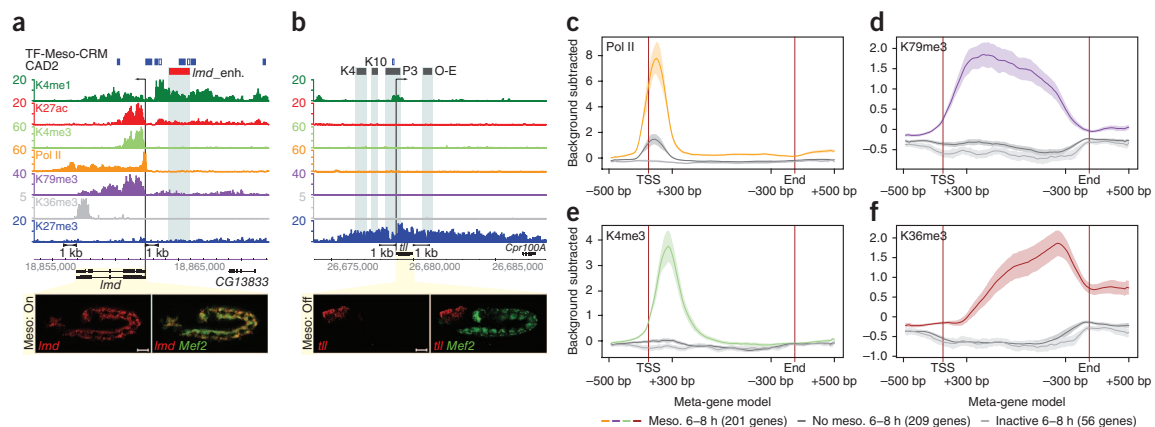 a
TF-Meso-CRM
CAD2
lmd_enh.
20
K4me1
20
K27ac
60
K4me3
60
Pol II
40
K79me3
5
K36me3
20
K27me3
1 kb
1 kb
18,855,000
18,865,000
lmd
CG13833
Meso: On
lmd
lmd Mef2
b
K10
K4
P3
O-E
20
20
60
60
40
5
20
1 kb
tll
1 kb
Cpr100A
26,675,000
26,680,000
26,685,000
Meso: Off
tll
tll Mef2
c
Pol II
Background subtracted
8
6
4
2
0
–500 bp
TSS
+300 bp
–300 bp
End
+500 bp
d
K79me3
2.0
1.5
1.0
0.5
0
–0.5
–500 bp
TSS
+300 bp
–300 bp
End
+500 bp
e
K4me3
Background subtracted
5
4
3
2
1
0
–500 bp
TSS
+300 bp
–300 bp
End
+500 bp
Meta-gene model
f
K36me3
2.0
1.5
1.0
0.5
0
–0.5
–1.0
–500 bp
TSS
+300 bp
–300 bp
End
+500 bp
Meta-gene model
Meso. 6–8 h (201 genes)
No meso. 6–8 h (209 genes)
Inactive 6–8 h (56 genes)